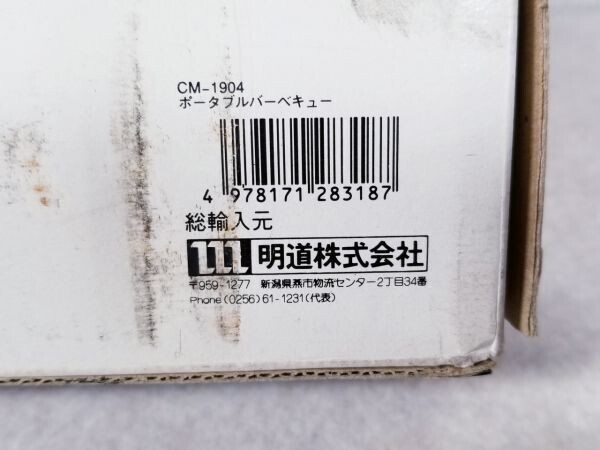 CM-1904
ポータブルバーベキュー
4 978171 283187
総輸入元
明道株式会社
〒959-1277 新潟県燕市物流センター2丁目34番
Phone(0256)61-1231(代表)